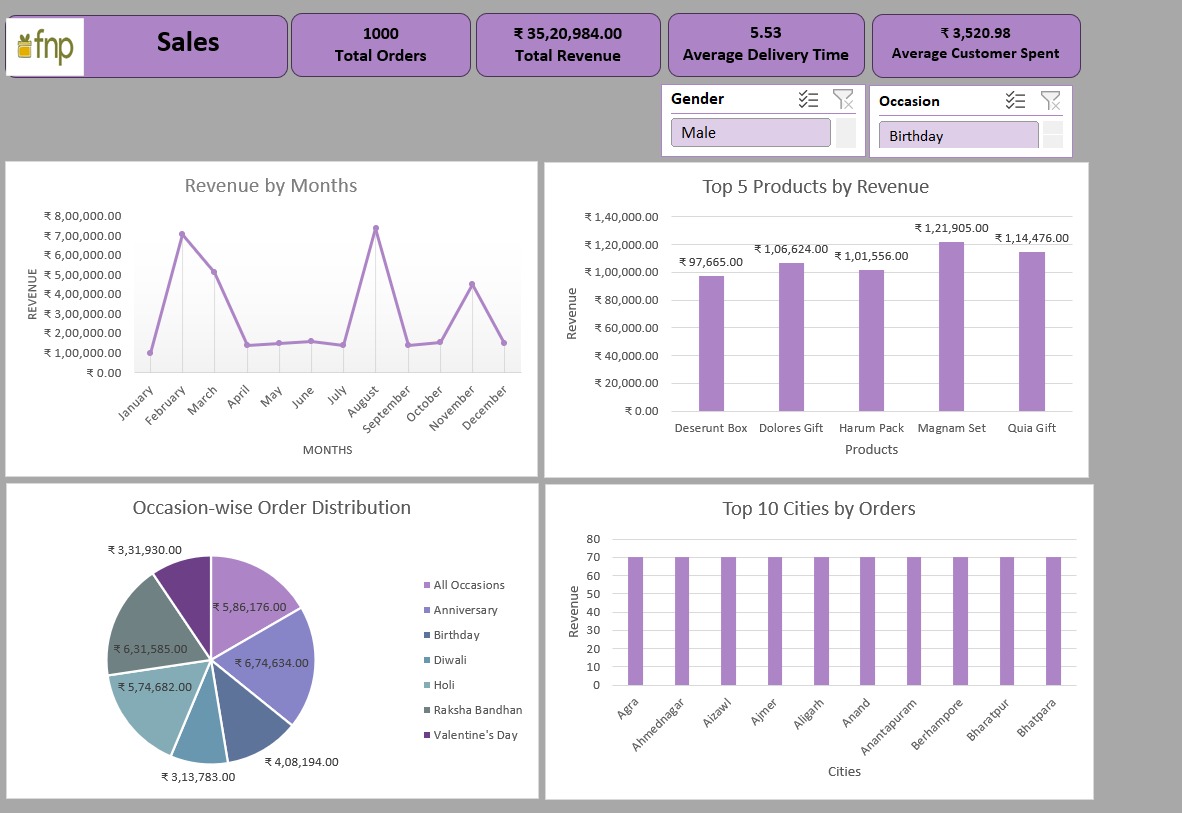 fnp
Sales
1000
Total Orders
₹ 35,20,984.00
Total Revenue
5.53
Average Delivery Time
₹ 3,520.98
Average Customer Spent
Gender
Male
Occasion
Birthday
Revenue by Months
REVENUE
₹ 8,00,000.00
₹ 7,00,000.00
₹ 6,00,000.00
₹ 5,00,000.00
₹ 4,00,000.00
₹ 3,00,000.00
₹ 2,00,000.00
₹ 1,00,000.00
₹ 0.00
January
February
March
April
May
June
July
August
September
October
November
December
MONTHS
Top 5 Products by Revenue
Revenue
₹ 1,40,000.00
₹ 1,20,000.00
₹ 1,00,000.00
₹ 80,000.00
₹ 60,000.00
₹ 40,000.00
₹ 20,000.00
₹ 0.00
₹ 97,665.00
₹ 1,06,624.00
₹ 1,01,556.00
₹ 1,21,905.00
₹ 1,14,476.00
Deserunt Box
Dolores Gift
Harum Pack
Magnam Set
Quia Gift
Products
Occasion-wise Order Distribution
₹ 3,31,930.00
₹ 5,86,176.00
₹ 6,31,585.00
₹ 6,74,634.00
₹ 5,74,682.00
₹ 4,08,194.00
₹ 3,13,783.00
All Occasions
Anniversary
Birthday
Diwali
Holi
Raksha Bandhan
Valentine's Day
Top 10 Cities by Orders
Revenue
80
70
60
50
40
30
20
10
0
Agra
Ahmednagar
Aizawl
Ajmer
Aligarh
Anand
Anantapuram
Berhampore
Bharatpur
Bhatpara
Cities